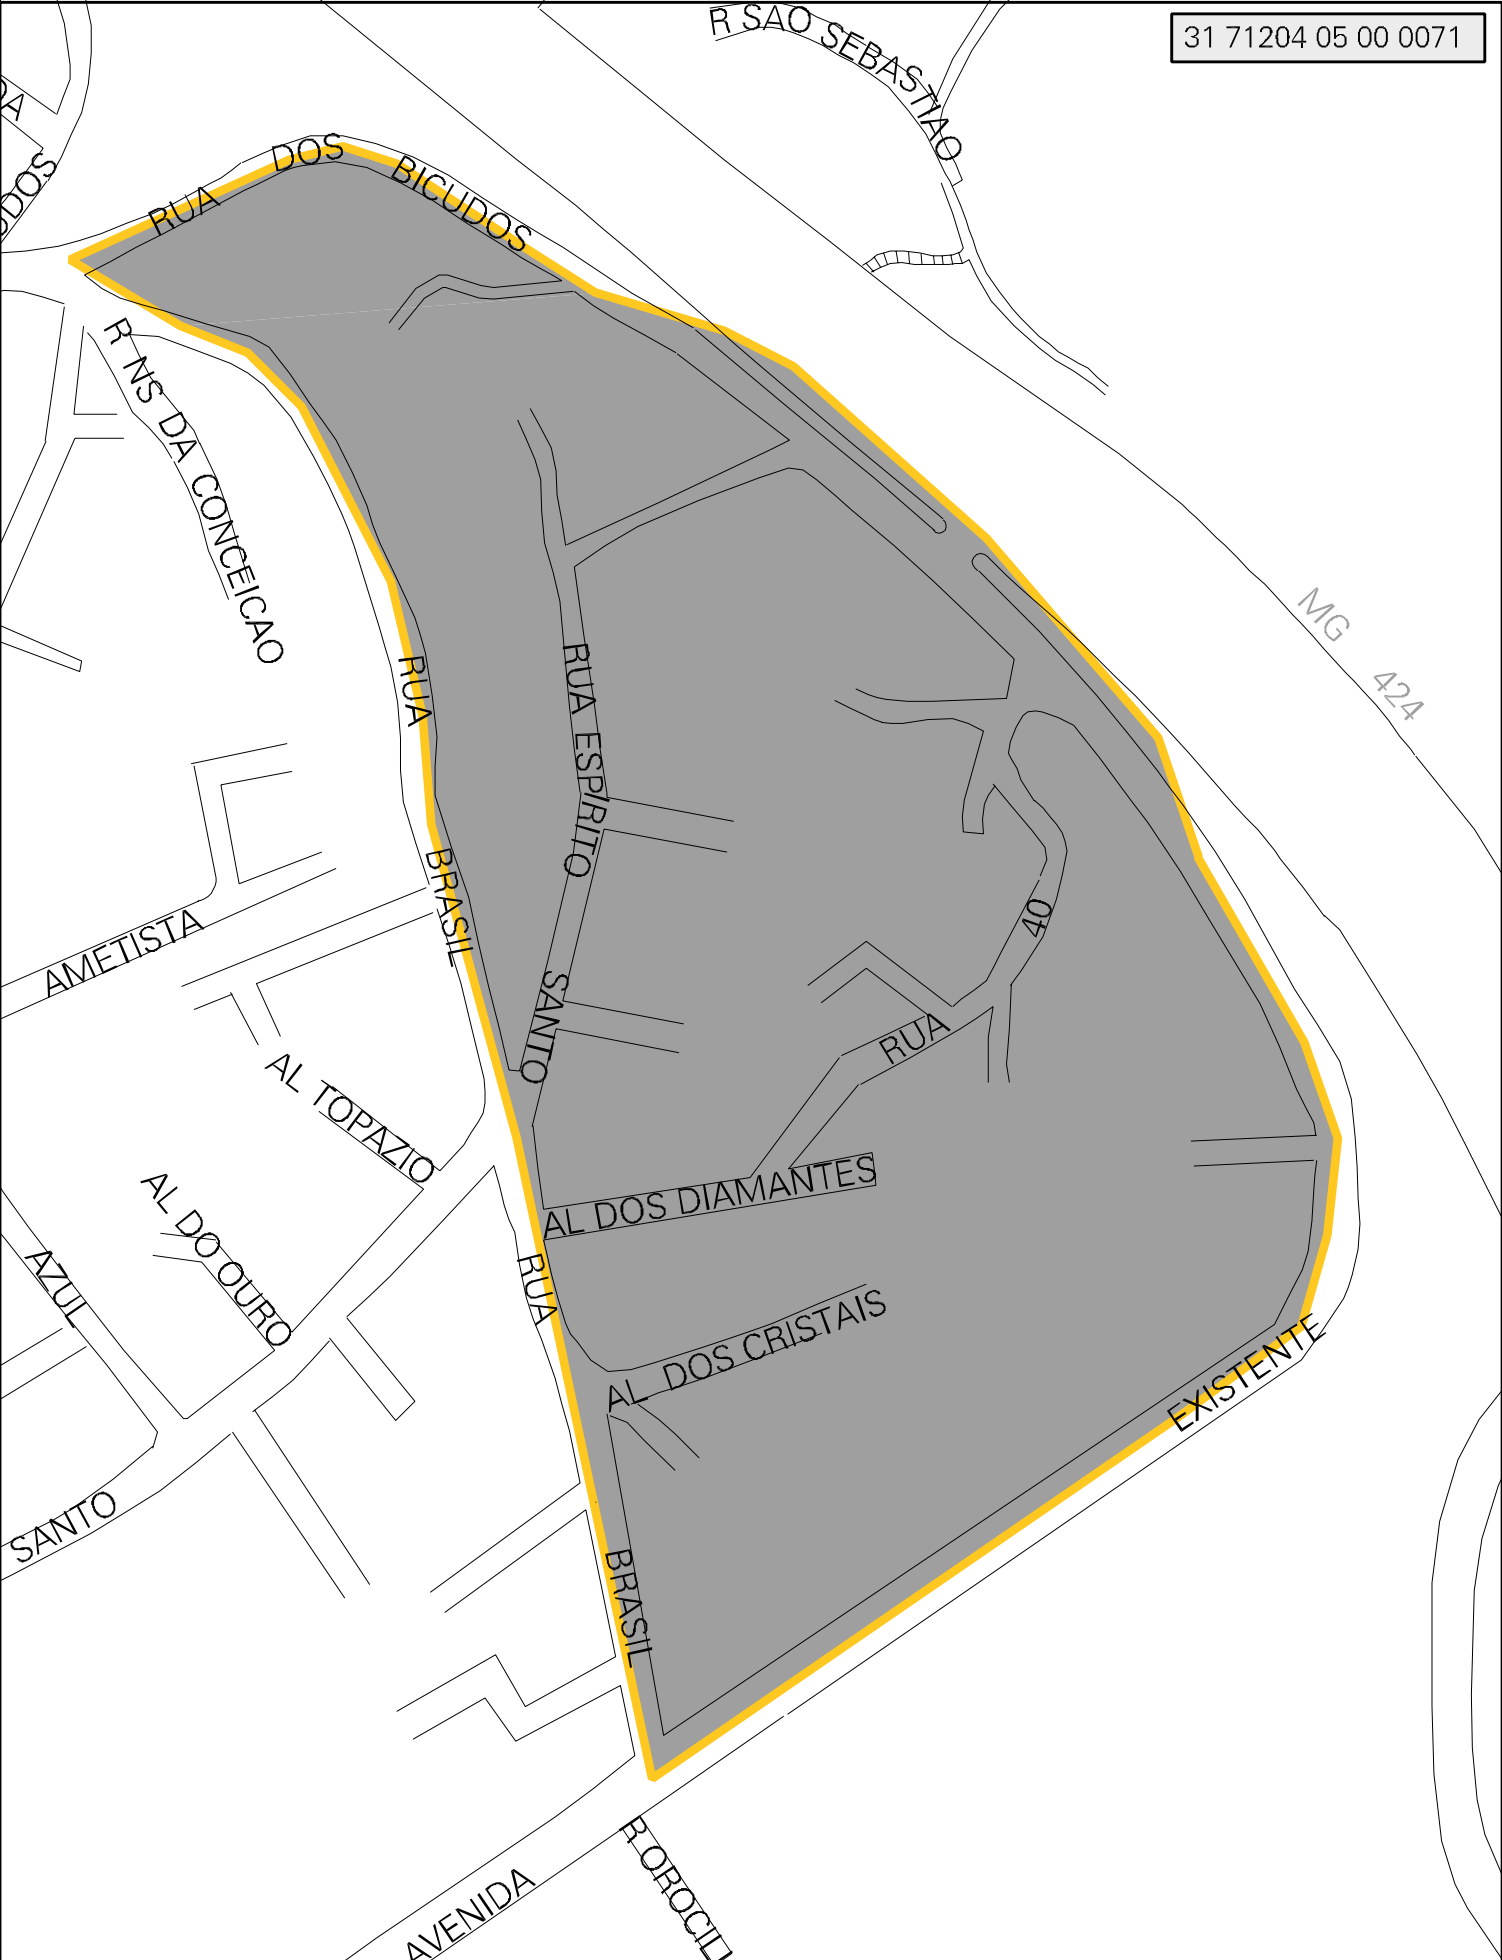 31 71204 05 00 0071
R SAO SEBASTIAO
RUA DOS BICUDOS
R NS DA CONCEICAO
MG 424
RUA BRASIL
RUA ESPIRITO SANTO
40
RUA
AMETISTA
AL TOPAZIO
AL DOS DIAMANTES
AL DO OURO
AZUL
RUA BRASIL
AL DOS CRISTAIS
EXISTENTE
SANTO
AVENIDA
R OROCIL